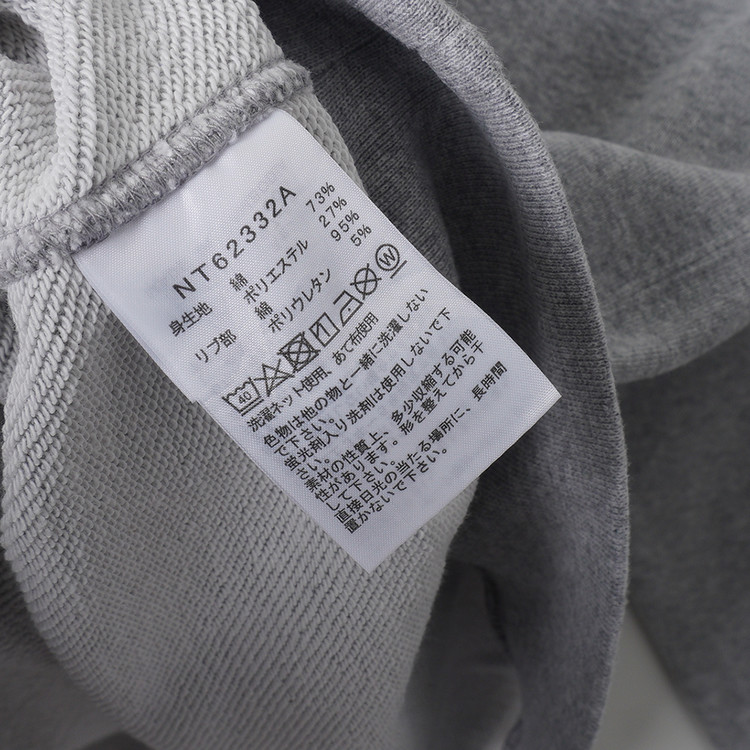 NT62332A
身生地 綿 73%
ポリエステル 27%
リブ部 綿 95%
ポリウレタン 5%
40 W
洗濯ネット使用、あて布使用
色物は他の物と一緒に洗濯しない
で下さい。
蛍光剤入り洗剤は使用しないで下
さい。
素材の性質上、多少収縮する可能
性があります。形を整えてから干
して下さい。
直接日光の当たる場所に、長時間
置かないで下さい。